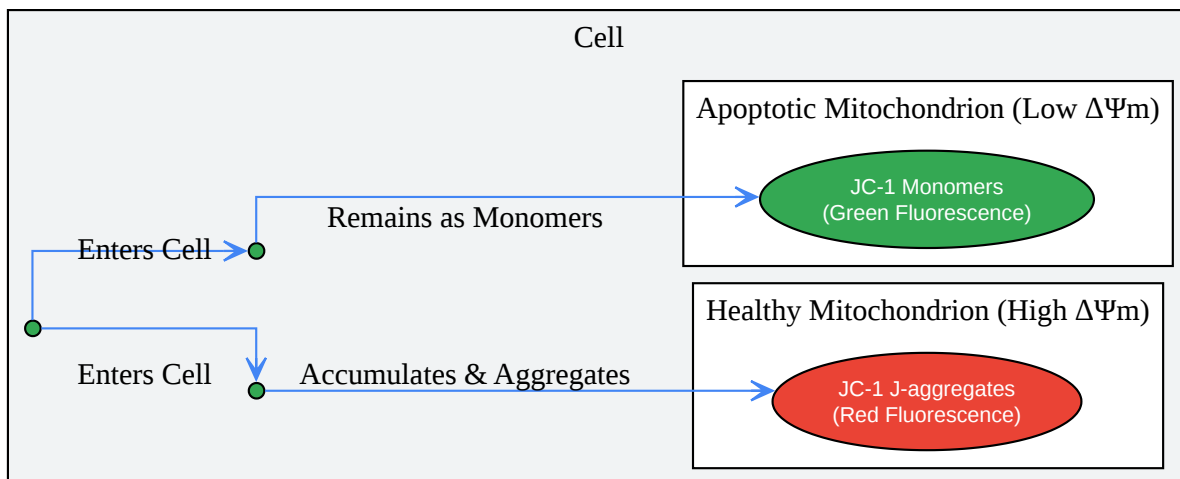 Cell
Apoptotic Mitochondrion (Low ΔΨm)
JC-1 Monomers
(Green Fluorescence)
Remains as Monomers
Enters Cell
Healthy Mitochondrion (High ΔΨm)
Enters Cell
Accumulates & Aggregates
JC-1 J-aggregates
(Red Fluorescence)